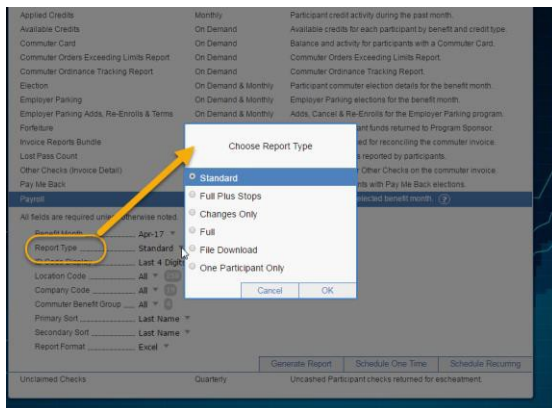 Applied Credits Monthly Participant credit activity during the past month.
Available Credits On Demand Available credits for each participant by benefit and credit type.
Commuter Card On Demand Balance and activity for participants with a Commuter Card.
Commuter Orders Exceeding Limits Report On Demand Commuter Orders Exceeding Limits Report.
Commuter Ordinance Tracking Report On Demand Commuter Ordinance Tracking Report.
Election On Demand & Monthly Participant commuter election details for the benefit month.
Employer Parking On Demand & Monthly Employer Parking elections for the benefit month.
Employer Parking Adds, Re-Enrolls & Terms On Demand & Monthly Adds, Cancel & Re-Enrolls for the Employer Parking program.
Forfeiture ant funds returned to Program Sponsor.
Invoice Reports Bundle ed for reconciling the commuter invoice.
Lost Pass Count s reported by participants.
Other Checks (Invoice Detail) r Other Checks on the commuter invoice.
Pay Me Back nts with Pay Me Back elections.
Payroll elected benefit month. ?
Choose Report Type
Standard
Full Plus Stops
Changes Only
Full
File Download
One Participant Only
Cancel OK
All fields are required unless otherwise noted.
Benefit Month Apr-17
Report Type Standard
Display Last 4 Digit
Location Code All
Company Code All
Commuter Benefit Group All
Primary Sort Last Name
Secondary Sort Last Name
Report Format Excel
Generate Report Schedule One Time Schedule Recurring
Unclaimed Checks Quarterly Uncashed Participant checks returned for escheatment.